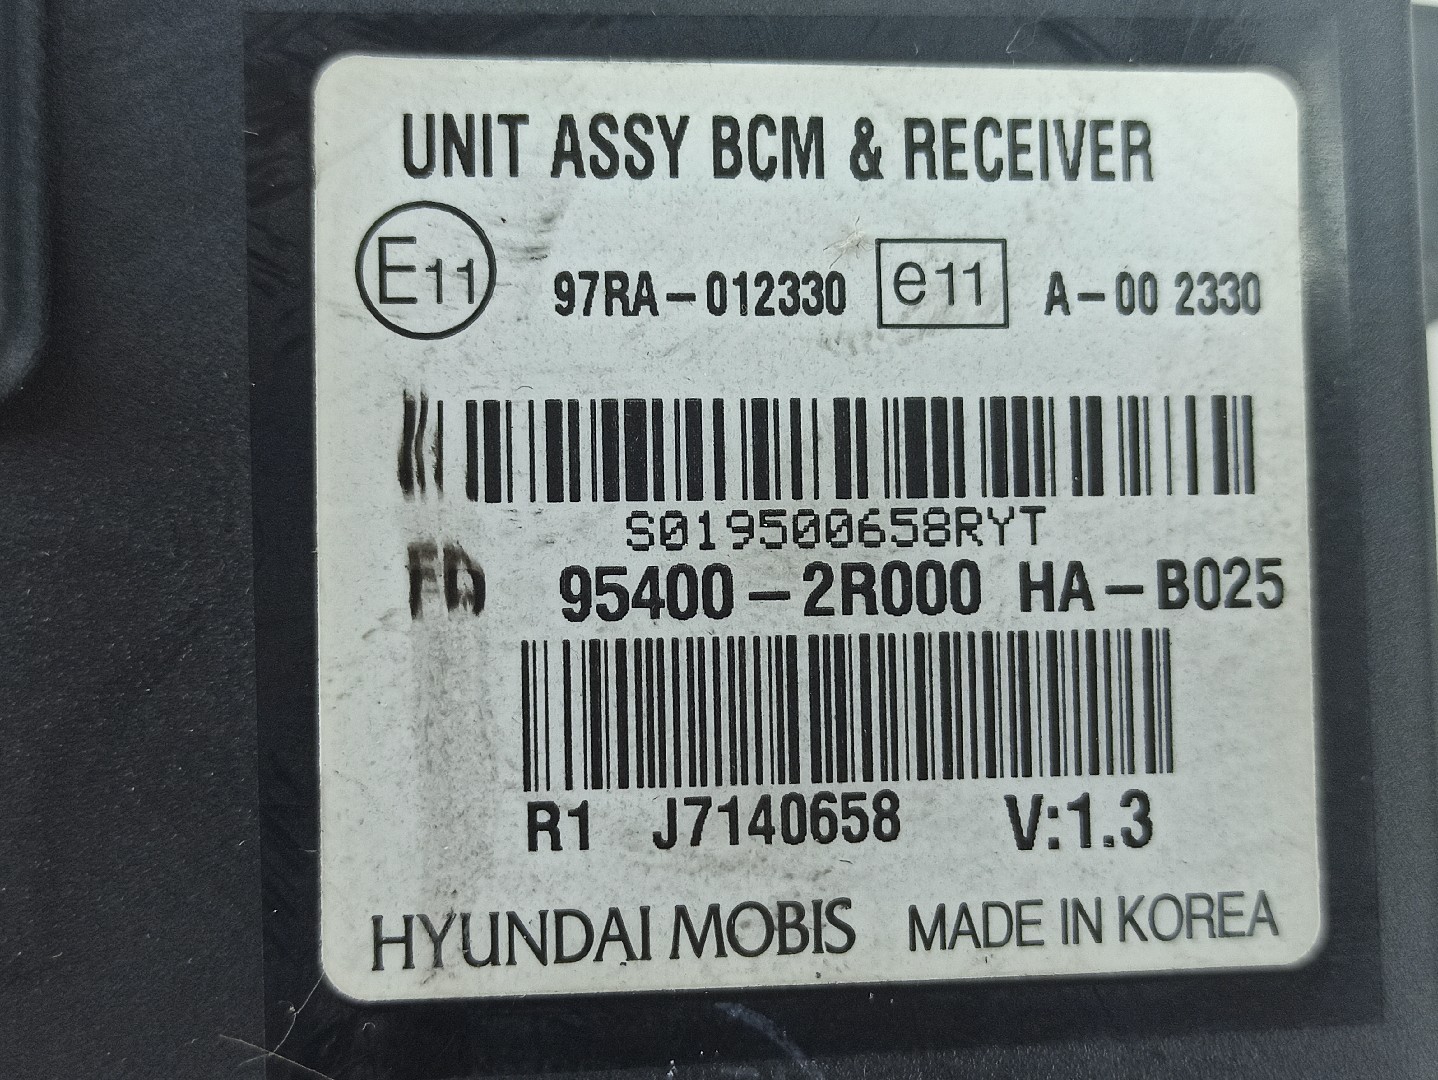 UNIT ASSY BCM & RECEIVER
E11 97RA-012330 e11 A-00 2330
S019500658RYT
FD 95400-2R000 HA-B025
R1 J7140658 V:1.3
HYUNDAI MOBIS MADE IN KOREA